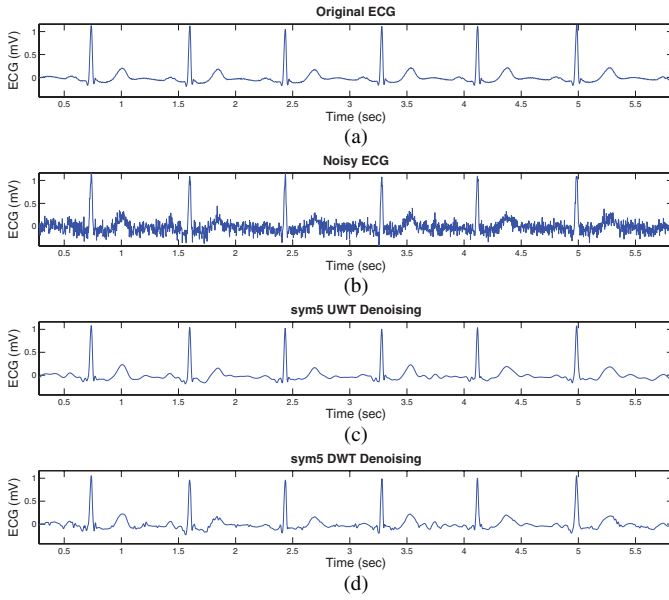 Original ECG
ECG (mV)
1
0.5
0
0.5 1 1.5 2 2.5 3 3.5 4 4.5 5 5.5
Time (sec)
(a)
Noisy ECG
ECG (mV)
1
0.5
0
0.5 1 1.5 2 2.5 3 3.5 4 4.5 5 5.5
Time (sec)
(b)
sym5 UWT Denoising
ECG (mV)
1
0.5
0
0.5 1 1.5 2 2.5 3 3.5 4 4.5 5 5.5
Time (sec)
(c)
sym5 DWT Denoising
ECG (mV)
1
0.5
0
0.5 1 1.5 2 2.5 3 3.5 4 4.5 5 5.5
Time (sec)
(d)